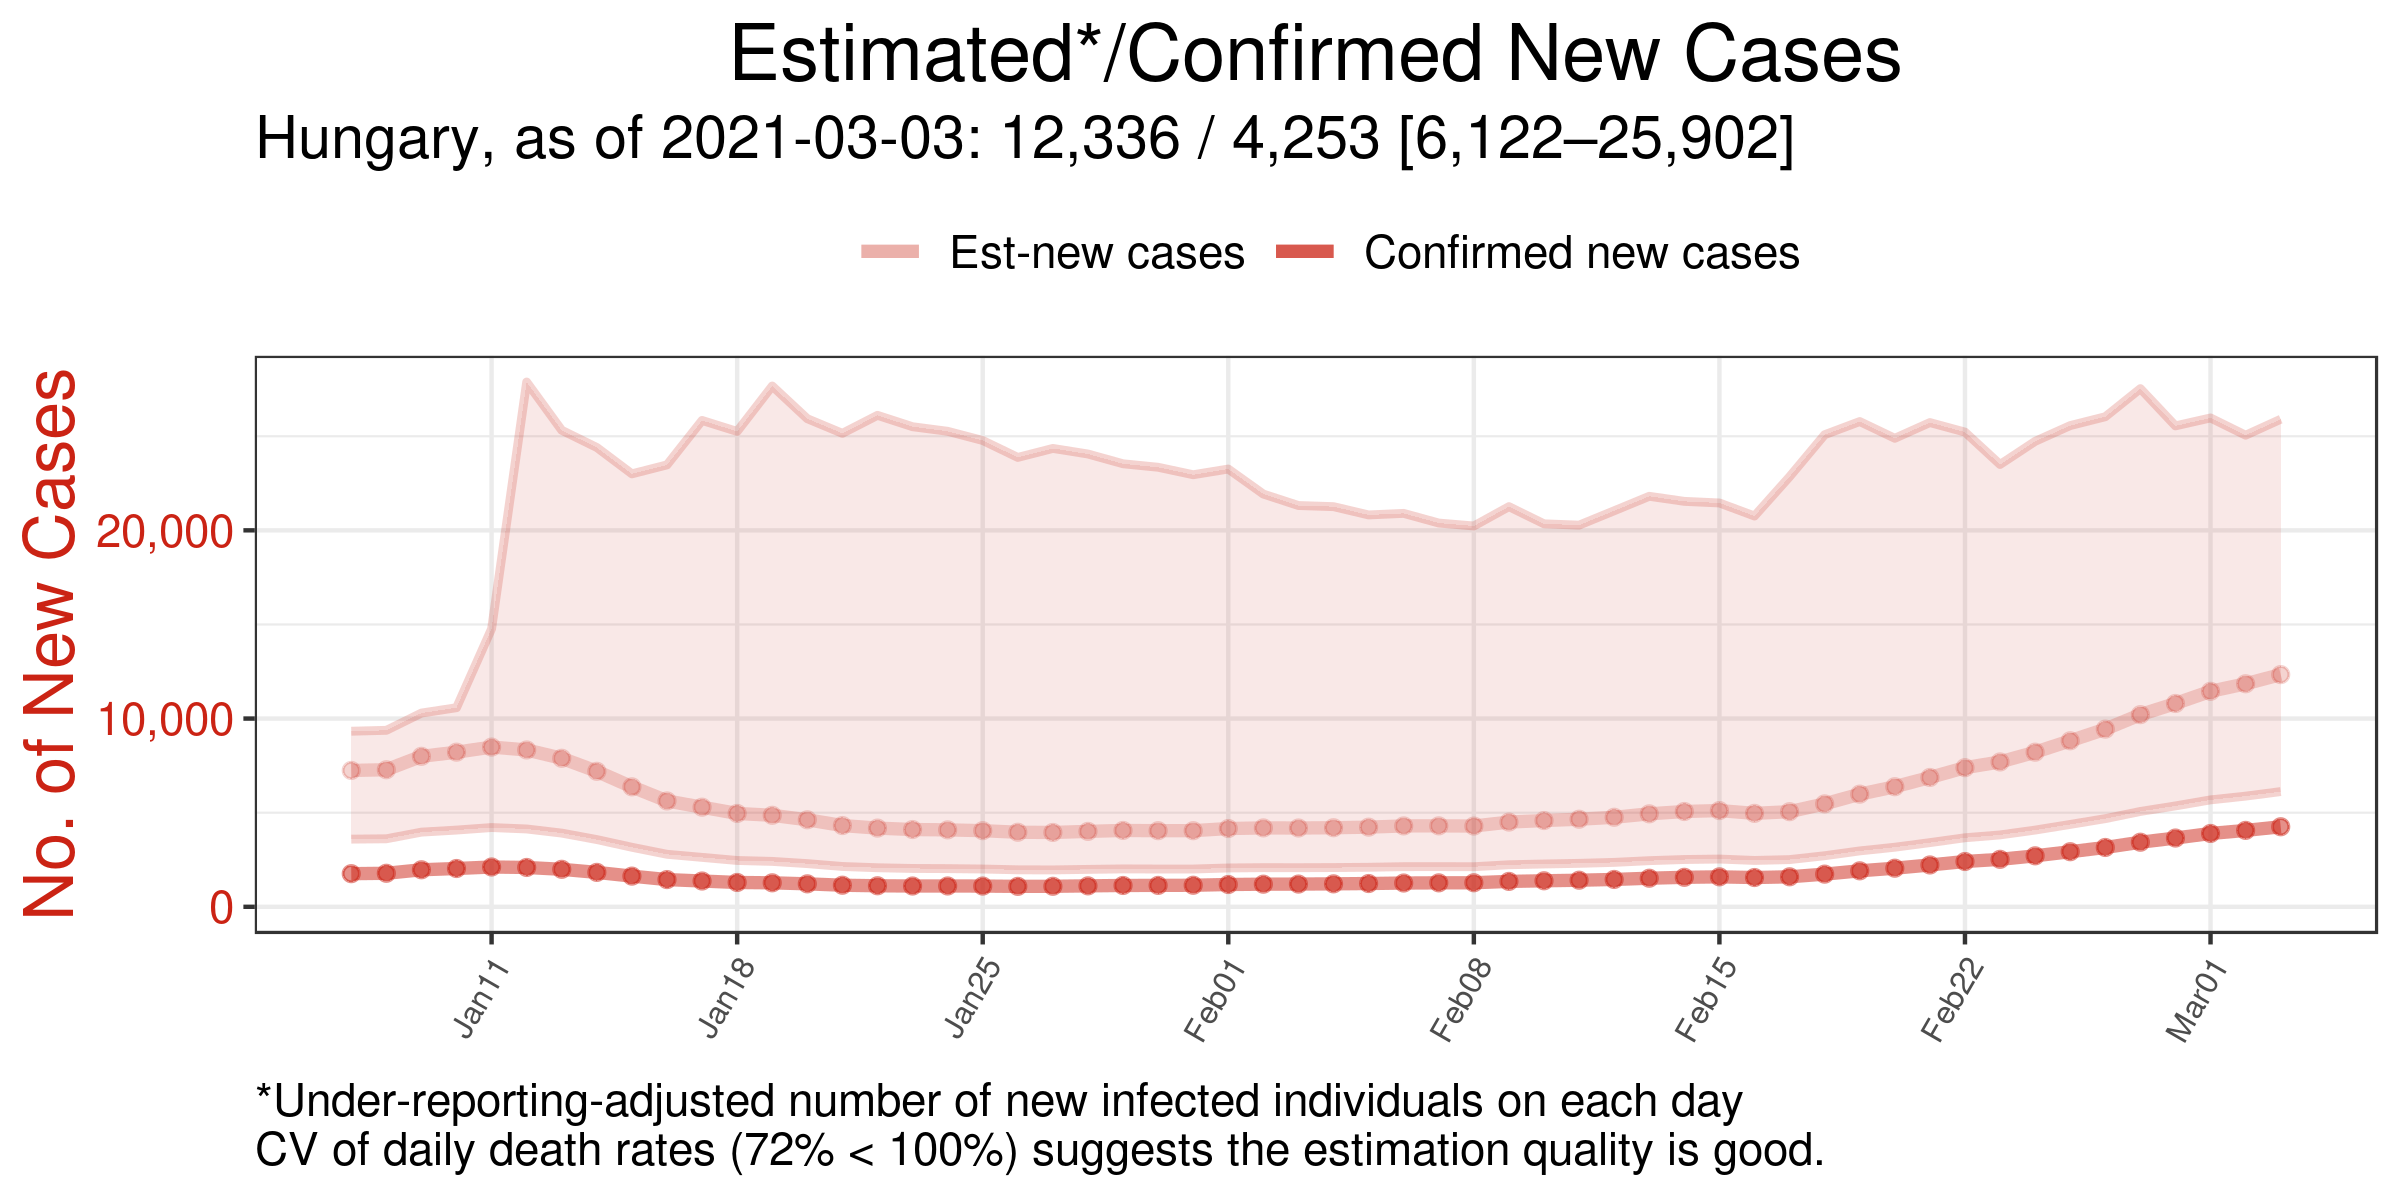 Estimated*/Confirmed New Cases
Hungary, as of 2021-03-03: 12,336 / 4,253 [6,122–25,902]
Est-new cases
Confirmed new cases
No. of New Cases
20,000
10,000
0
Jan11
Jan18
Jan25
Feb01
Feb08
Feb15
Feb22
Mar01
*Under-reporting-adjusted number of new infected individuals on each day
CV of daily death rates (72% < 100%) suggests the estimation quality is good.